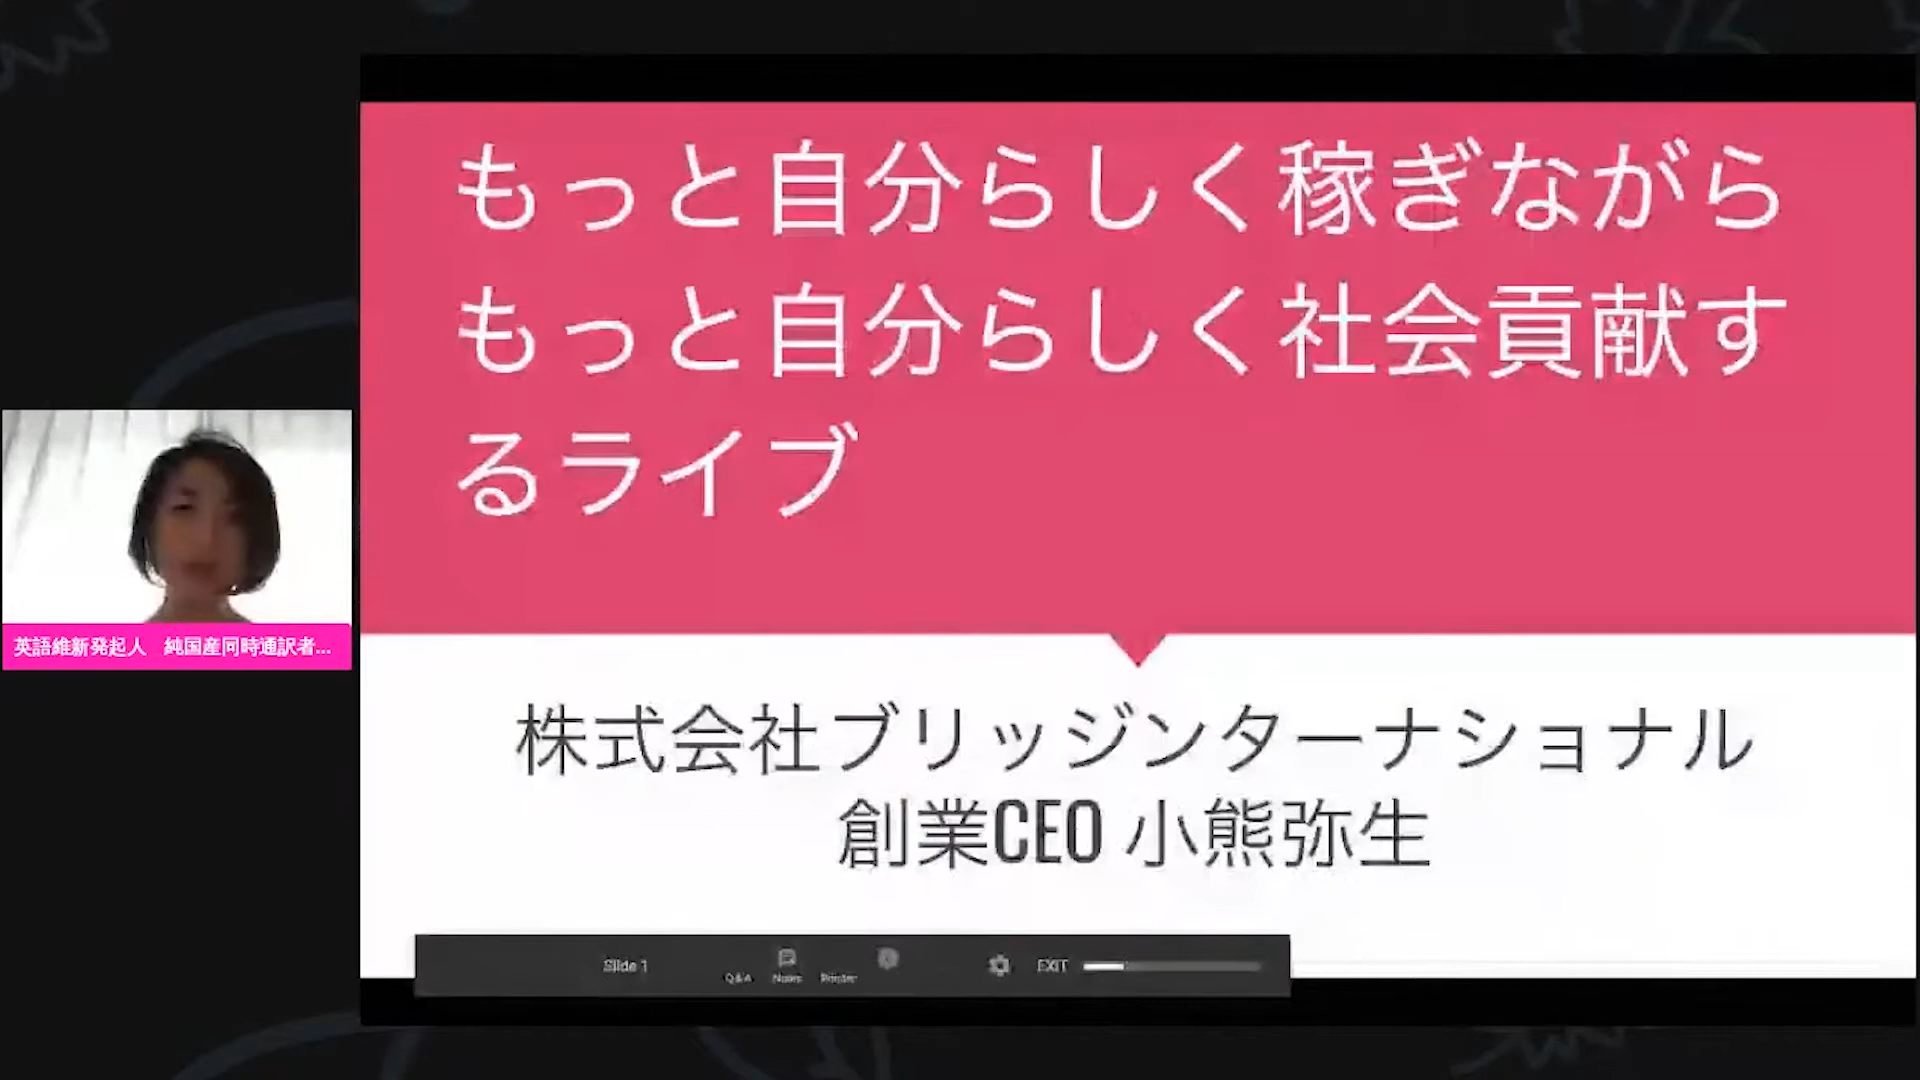 もっと自分らしく稼ぎながら
もっと自分らしく社会貢献す
るライブ
英語維新発起人　純国産同時通訳者...
株式会社ブリッジンターナショナル
創業CEO 小熊弥生
Slide 1
Q&A
Notes
Pointer
EXIT